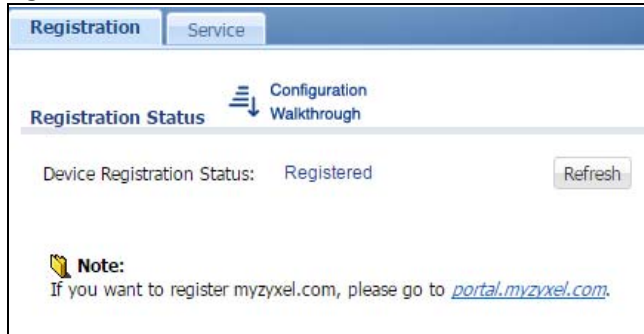 Registration Service
Configuration
Walkthrough
Registration Status
Device Registration Status: Registered Refresh
Note:
If you want to register myzyxel.com, please go to portal.myzyxel.com.